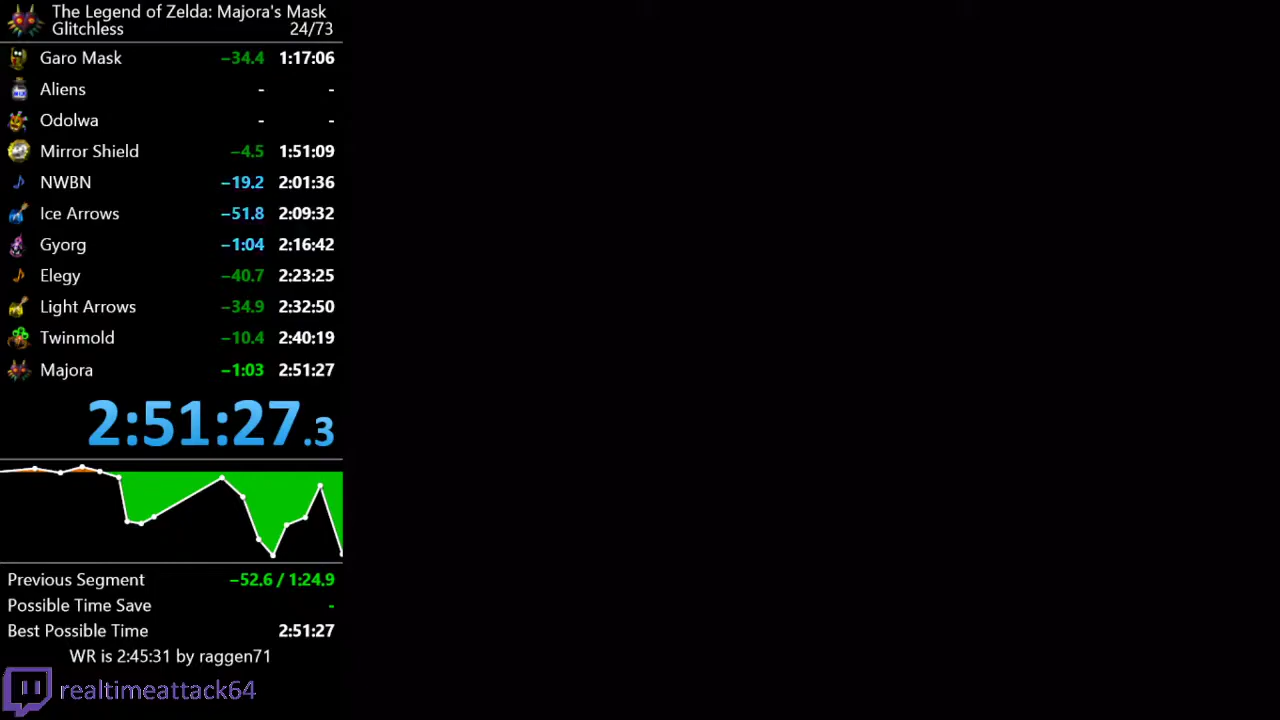 The Legend of Zelda: Majora's Mask
Glitchless 24/73
Garo Mask −34.4 1:17:06
Aliens - -
Odolwa - -
Mirror Shield −4.5 1:51:09
NWBN −19.2 2:01:36
Ice Arrows −51.8 2:09:32
Gyorg −1:04 2:16:42
Elegy −40.7 2:23:25
Light Arrows −34.9 2:32:50
Twinmold −10.4 2:40:19
Majora −1:03 2:51:27
2:51:27.3
Previous Segment −52.6 / 1:24.9
Possible Time Save -
Best Possible Time 2:51:27
WR is 2:45:31 by raggen71
realtimeattack64